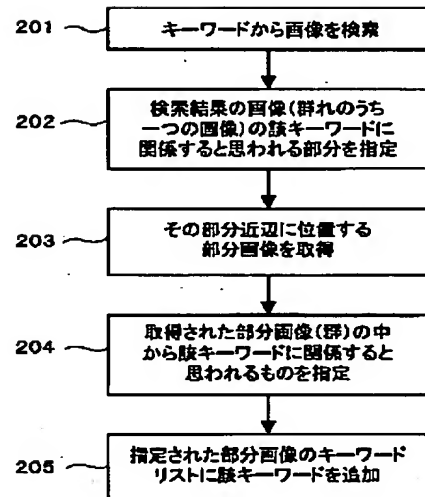 201 キーワードから画像を検索
202 検索結果の画像(群れのうち
一つの画像)の該キーワードに
関係すると思われる部分を指定
203 その部分近辺に位置する
部分画像を取得
204 取得された部分画像(群)の中
から該キーワードに関係すると
思われるものを指定
205 指定された部分画像のキーワード
リストに該キーワードを追加